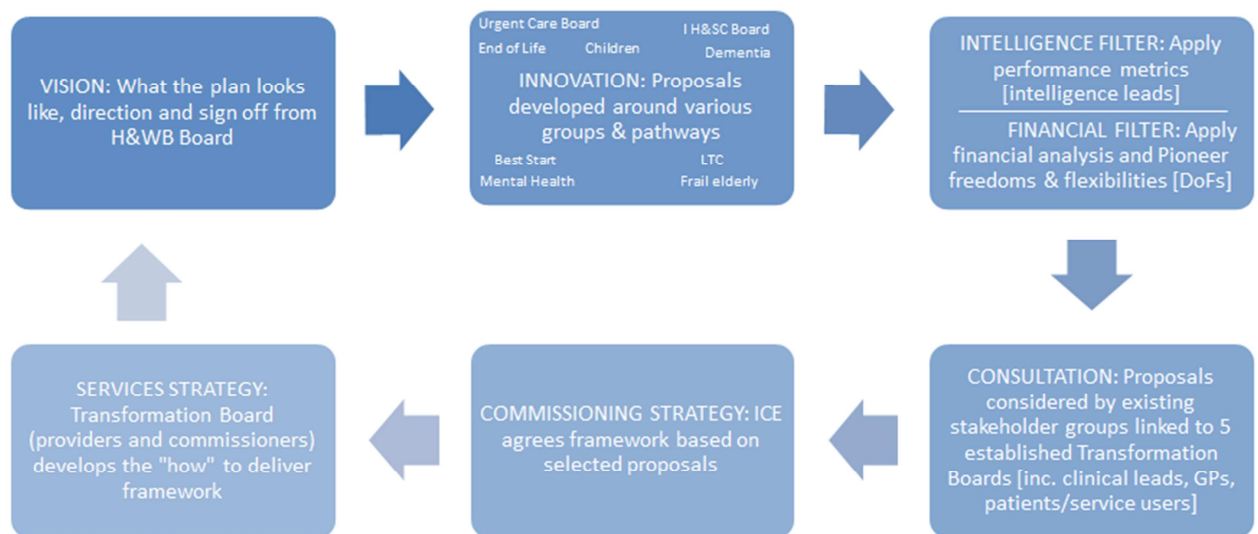 VISION: What the plan looks
like, direction and sign off from
H&WB Board
Urgent Care Board
I H&SC Board
End of Life
Children
Dementia
INNOVATION: Proposals
developed around various
groups & pathways
Best Start
LTC
Mental Health
Frail elderly
INTELLIGENCE FILTER: Apply
performance metrics
[intelligence leads]
FINANCIAL FILTER: Apply
financial analysis and Pioneer
freedoms & flexibilities [DoFs]
CONSULTATION: Proposals
considered by existing
stakeholder groups linked to 5
established Transformation
Boards [inc. clinical leads, GPs,
patients/service users]
COMMISSIONING STRATEGY: ICE
agrees framework based on
selected proposals
SERVICES STRATEGY:
Transformation Board
(providers and commissioners)
develops the "how" to deliver
framework